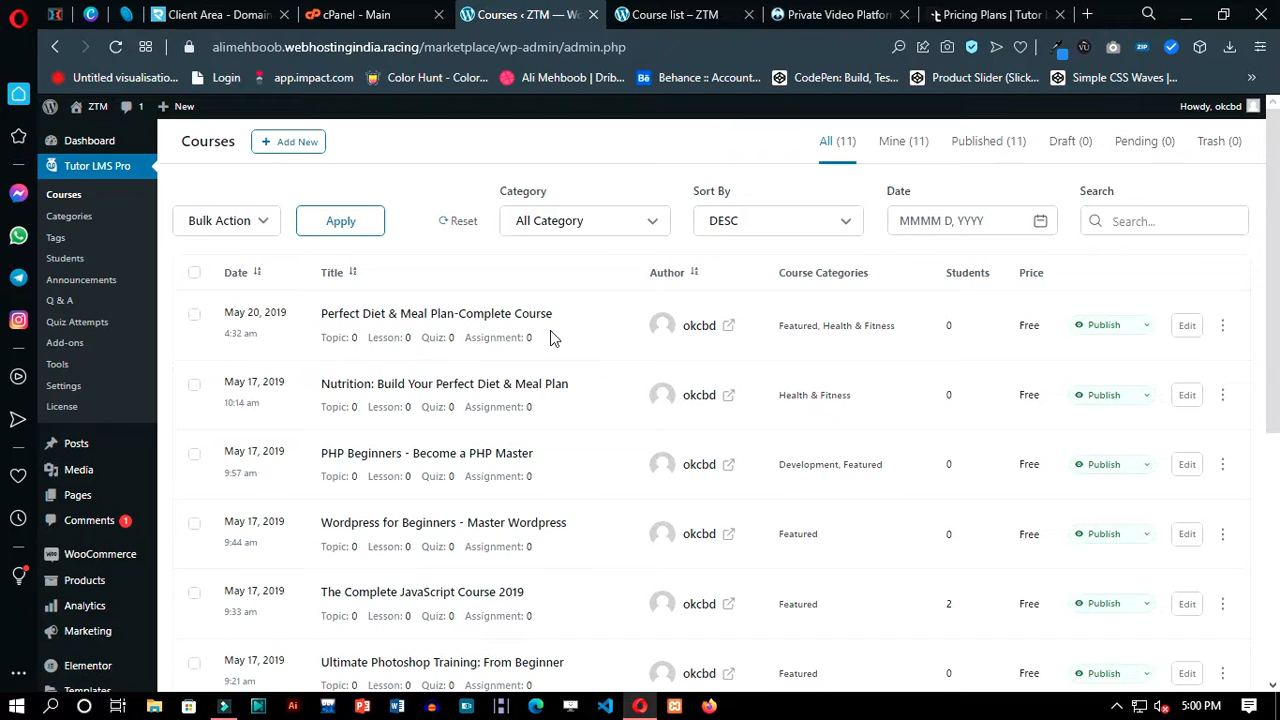 Client Area - Domain
cPanel - Main
Courses ‹ ZTM — Wo
Course list – ZTM
Private Video Platfor
Pricing Plans | Tutor L
alimehboob.webhostingindia.racing/marketplace/wp-admin/admin.php
Untitled visualisatio...
Login
app.impact.com
Color Hunt - Color...
Ali Mehboob | Drib...
Behance :: Account...
CodePen: Build, Tes...
Product Slider (Slick...
Simple CSS Waves |...
ZTM
1
New
Howdy, okcbd
Dashboard
Tutor LMS Pro
Courses
Categories
Tags
Students
Announcements
Q & A
Quiz Attempts
Add-ons
Tools
Settings
License
Posts
Media
Pages
Comments 1
WooCommerce
Products
Analytics
Marketing
Elementor
Templates
Courses
Add New
All (11)
Mine (11)
Published (11)
Draft (0)
Pending (0)
Trash (0)
Category
Sort By
Date
Search
Bulk Action
Apply
Reset
All Category
DESC
MMMM D, YYYY
Search...
Date
Title
Author
Course Categories
Students
Price
May 20, 2019
4:32 am
Perfect Diet & Meal Plan-Complete Course
Topic: 0 Lesson: 0 Quiz: 0 Assignment: 0
okcbd
Featured, Health & Fitness
0
Free
Publish
Edit
May 17, 2019
10:14 am
Nutrition: Build Your Perfect Diet & Meal Plan
Topic: 0 Lesson: 0 Quiz: 0 Assignment: 0
okcbd
Health & Fitness
0
Free
Publish
Edit
May 17, 2019
9:57 am
PHP Beginners - Become a PHP Master
Topic: 0 Lesson: 0 Quiz: 0 Assignment: 0
okcbd
Development, Featured
0
Free
Publish
Edit
May 17, 2019
9:44 am
Wordpress for Beginners - Master Wordpress
Topic: 0 Lesson: 0 Quiz: 0 Assignment: 0
okcbd
Featured
0
Free
Publish
Edit
May 17, 2019
9:33 am
The Complete JavaScript Course 2019
Topic: 0 Lesson: 0 Quiz: 0 Assignment: 0
okcbd
Featured
2
Free
Publish
Edit
May 17, 2019
9:21 am
Ultimate Photoshop Training: From Beginner
Topic: 0 Lesson: 0 Quiz: 0 Assignment: 0
okcbd
Featured
0
Free
Publish
Edit
5:00 PM